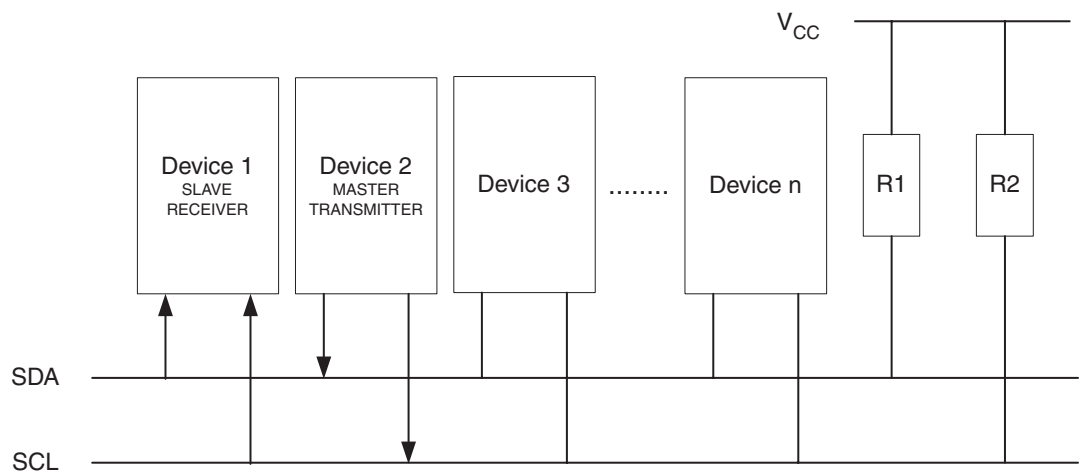 VCC
Device 1
SLAVE
RECEIVER
Device 2
MASTER
TRANSMITTER
Device 3
........
Device n
R1
R2
SDA
SCL